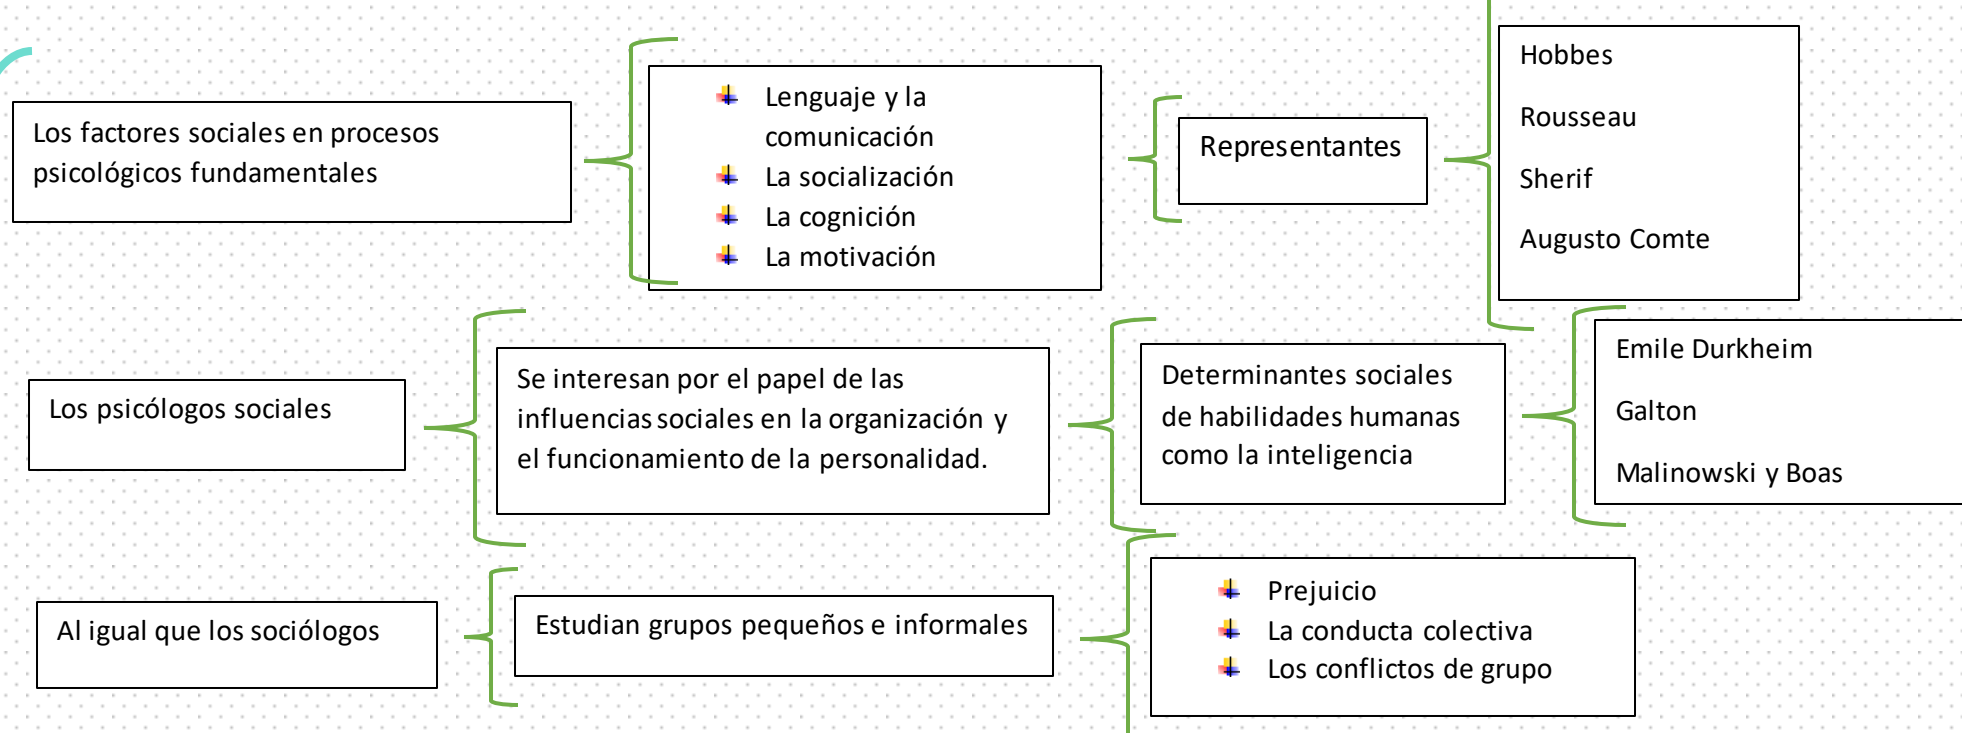 Los factores sociales en procesos
psicológicos fundamentales
Lenguaje y la
comunicación
La socialización
La cognición
La motivación
Representantes
Hobbes
Rousseau
Sherif
Augusto Comte
Los psicólogos sociales
Se interesan por el papel de las
influencias sociales en la organización y
el funcionamiento de la personalidad.
Determinantes sociales
de habilidades humanas
como la inteligencia
Emile Durkheim
Galton
Malinowski y Boas
Al igual que los sociólogos
Estudian grupos pequeños e informales
Prejuicio
La conducta colectiva
Los conflictos de grupo